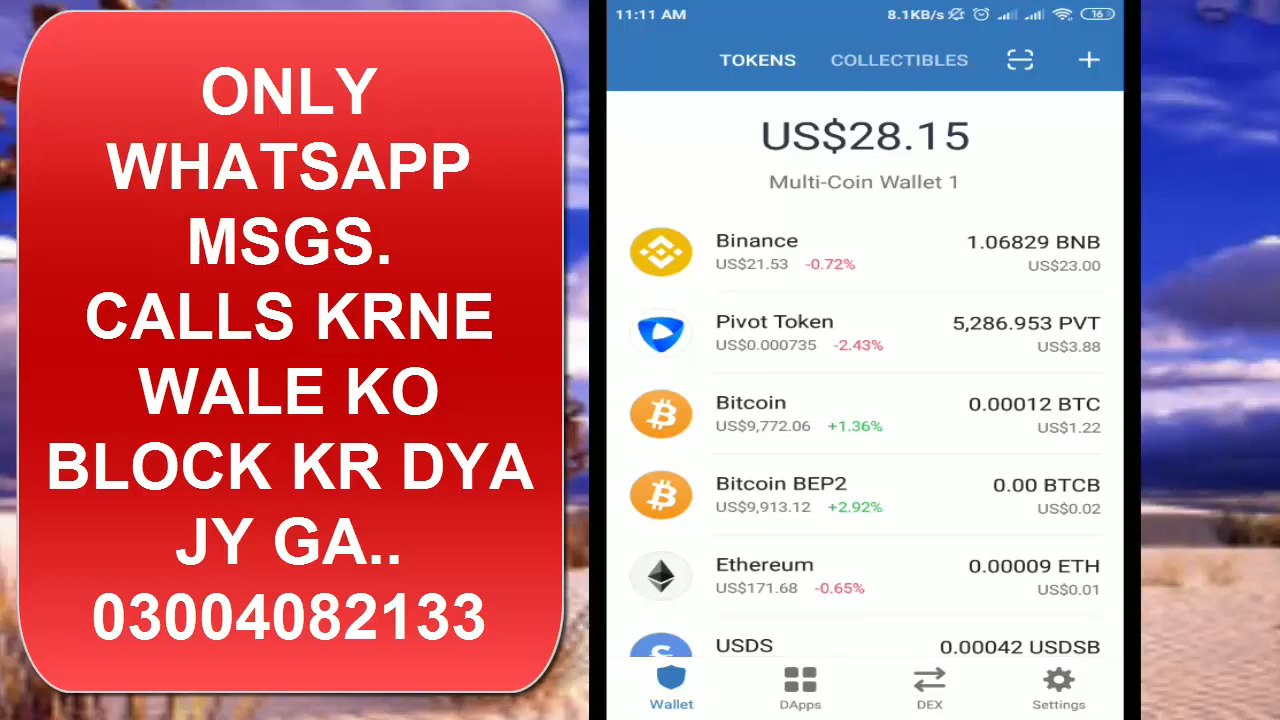 ONLY
WHATSAPP
MSGS.
CALLS KRNE
WALE KO
BLOCK KR DYA
JY GA..
03004082133
11:11 AM
8.1KB/s
16
TOKENS
COLLECTIBLES
US$28.15
Multi-Coin Wallet 1
Binance
1.06829 BNB
US$21.53 -0.72%
US$23.00
Pivot Token
5,286.953 PVT
US$0.000735 -2.43%
US$3.88
Bitcoin
0.00012 BTC
US$9,772.06 +1.36%
US$1.22
Bitcoin BEP2
0.00 BTCB
US$9,913.12 +2.92%
US$0.02
Ethereum
0.00009 ETH
US$171.68 -0.65%
US$0.01
USDS
0.00042 USDSB
Wallet
DApps
DEX
Settings